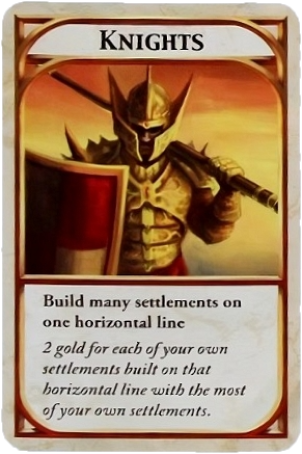 KNIGHTS
Build many settlements on
one horizontal line
2 gold for each of your own
settlements built on that
horizontal line with the most
of your own settlements.